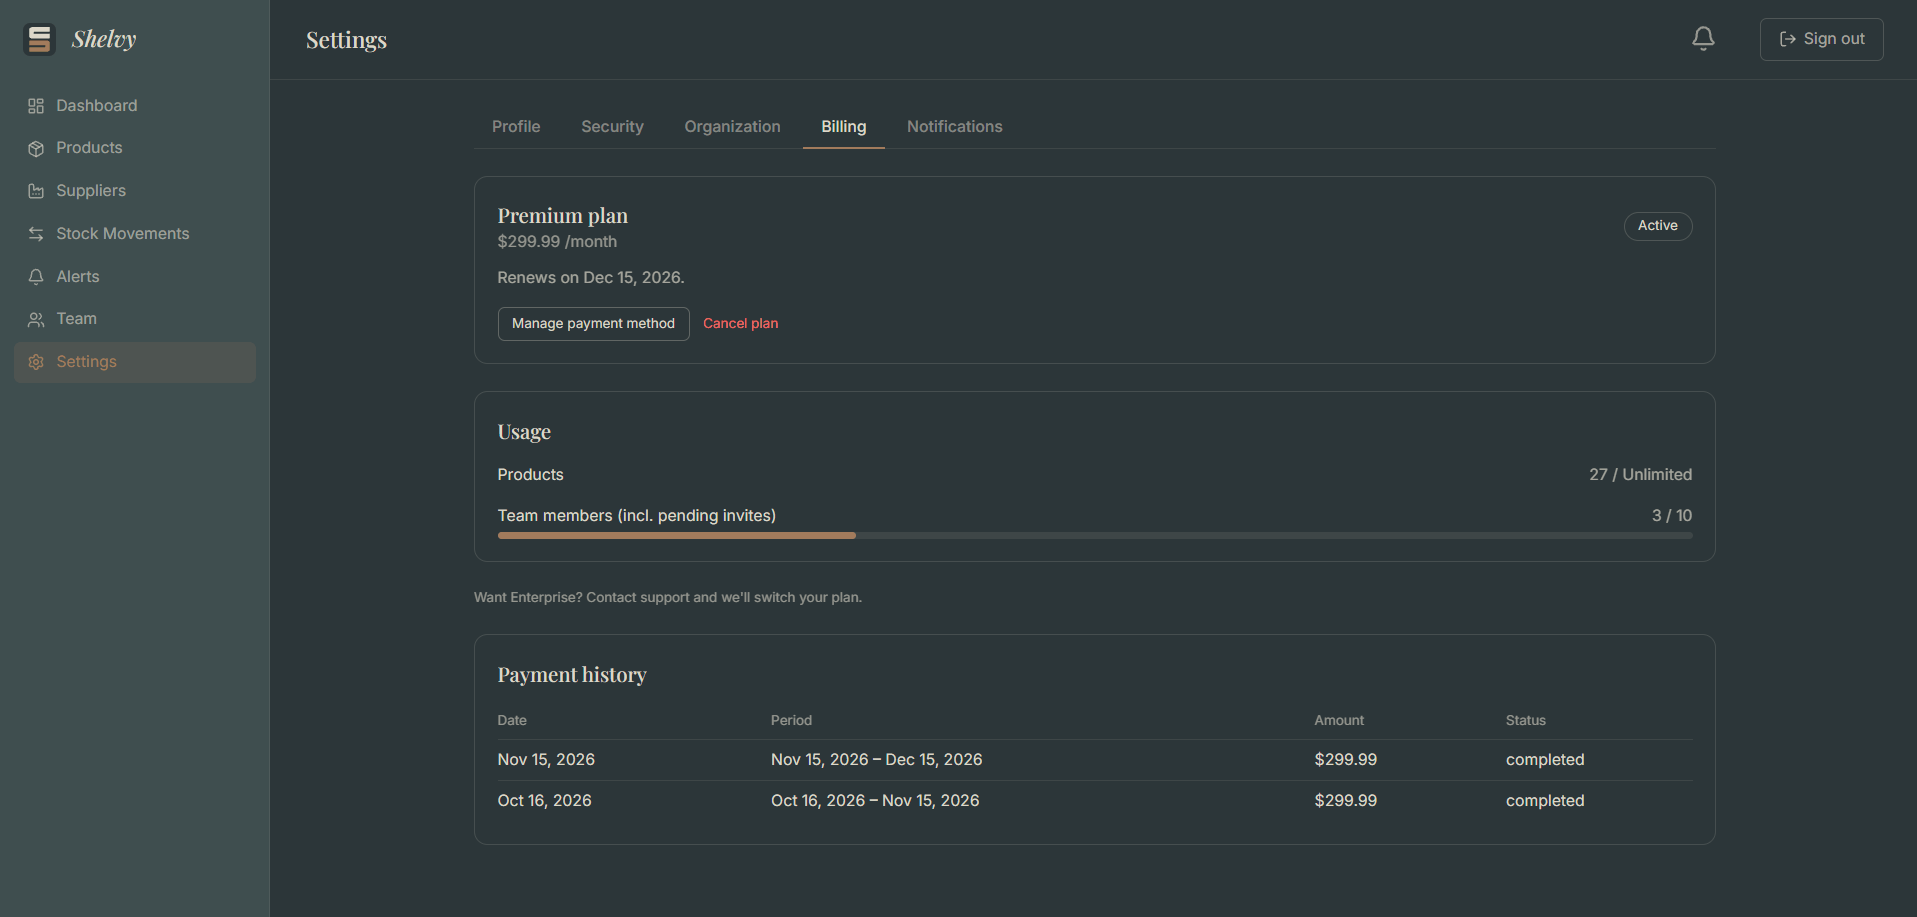 Shelvy
Settings
Sign out
Dashboard
Products
Suppliers
Stock Movements
Alerts
Team
Settings
Profile
Security
Organization
Billing
Notifications
Premium plan
$299.99 /month
Active
Renews on Dec 15, 2026.
Manage payment method
Cancel plan
Usage
Products
27 / Unlimited
Team members (incl. pending invites)
3 / 10
Want Enterprise? Contact support and we'll switch your plan.
Payment history
Date Period Amount Status
Nov 15, 2026 Nov 15, 2026 – Dec 15, 2026 $299.99 completed
Oct 16, 2026 Oct 16, 2026 – Nov 15, 2026 $299.99 completed